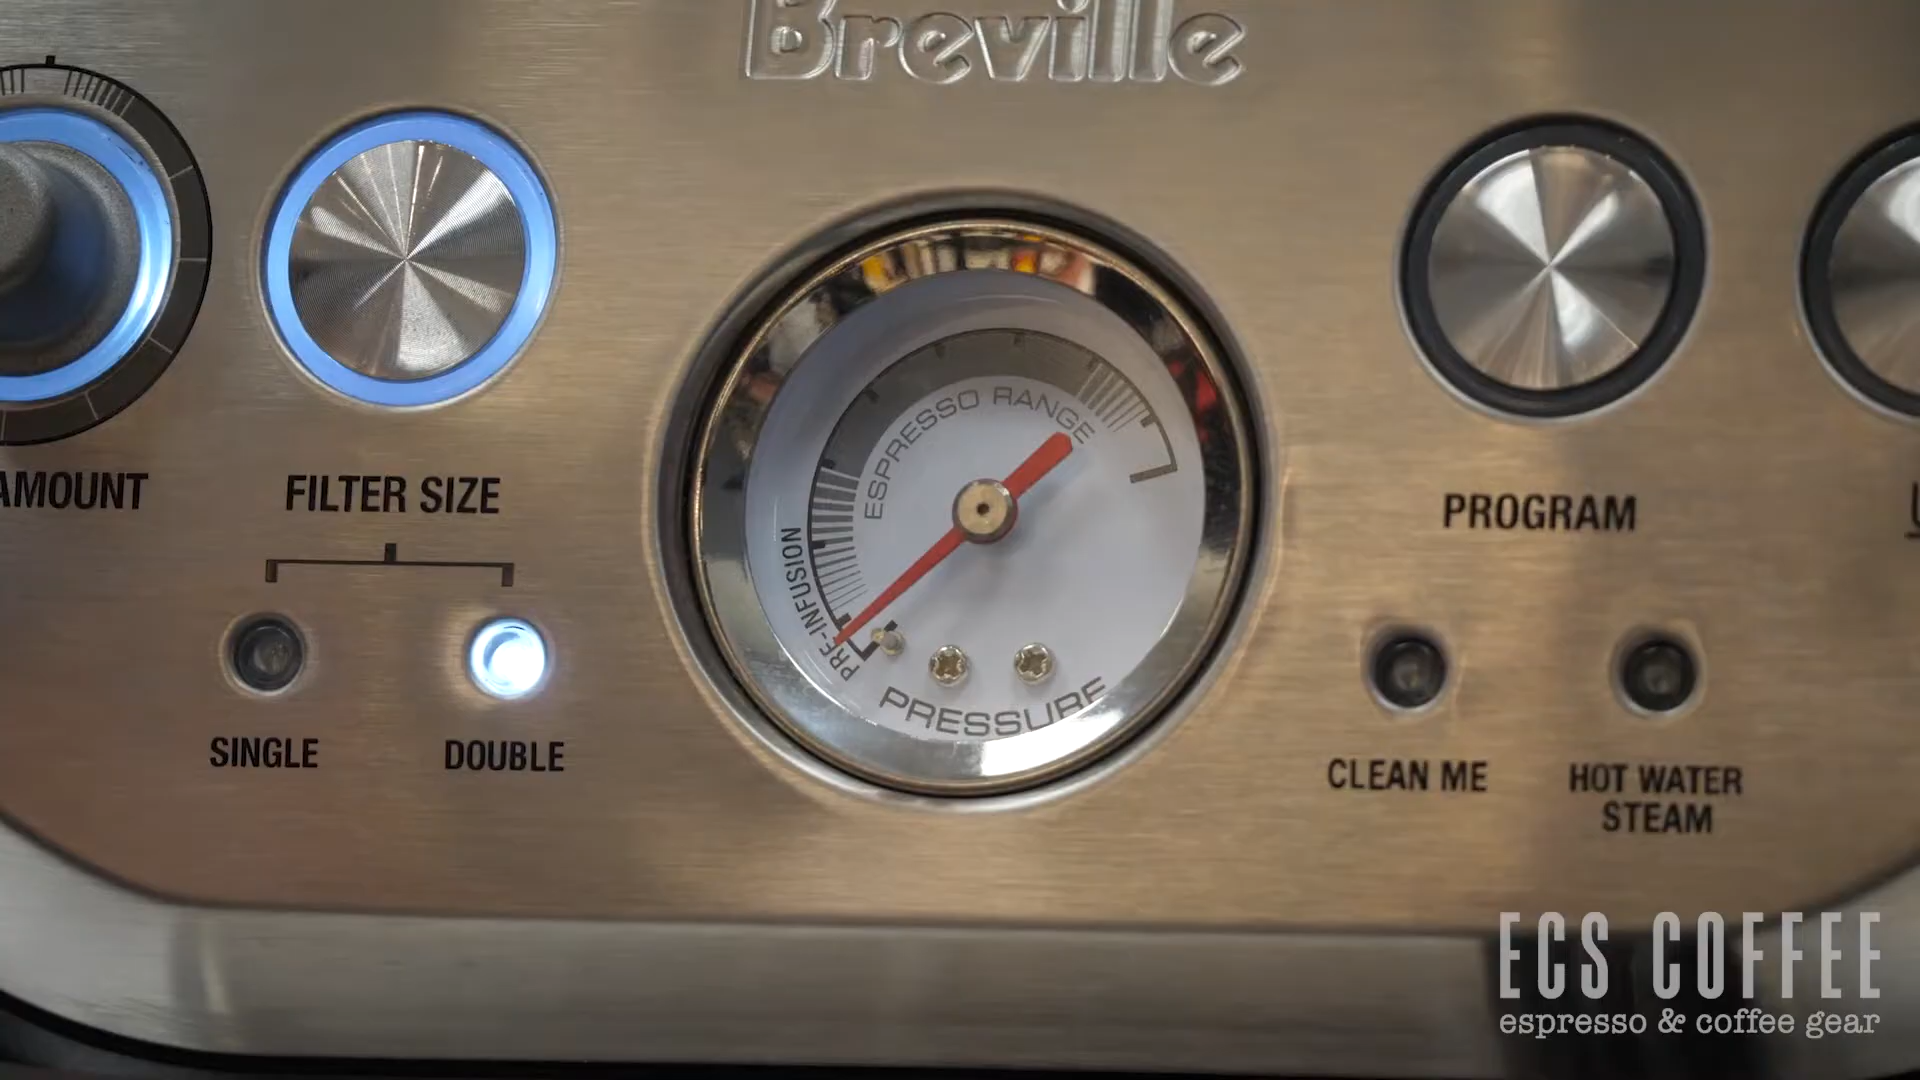 Breville
AMOUNT
FILTER SIZE
SINGLE
DOUBLE
ESPRESSO RANGE
PRE-INFUSION
PRESSURE
PROGRAM
CLEAN ME
HOT WATER
STEAM
ECS COFFEE
espresso & coffee gear